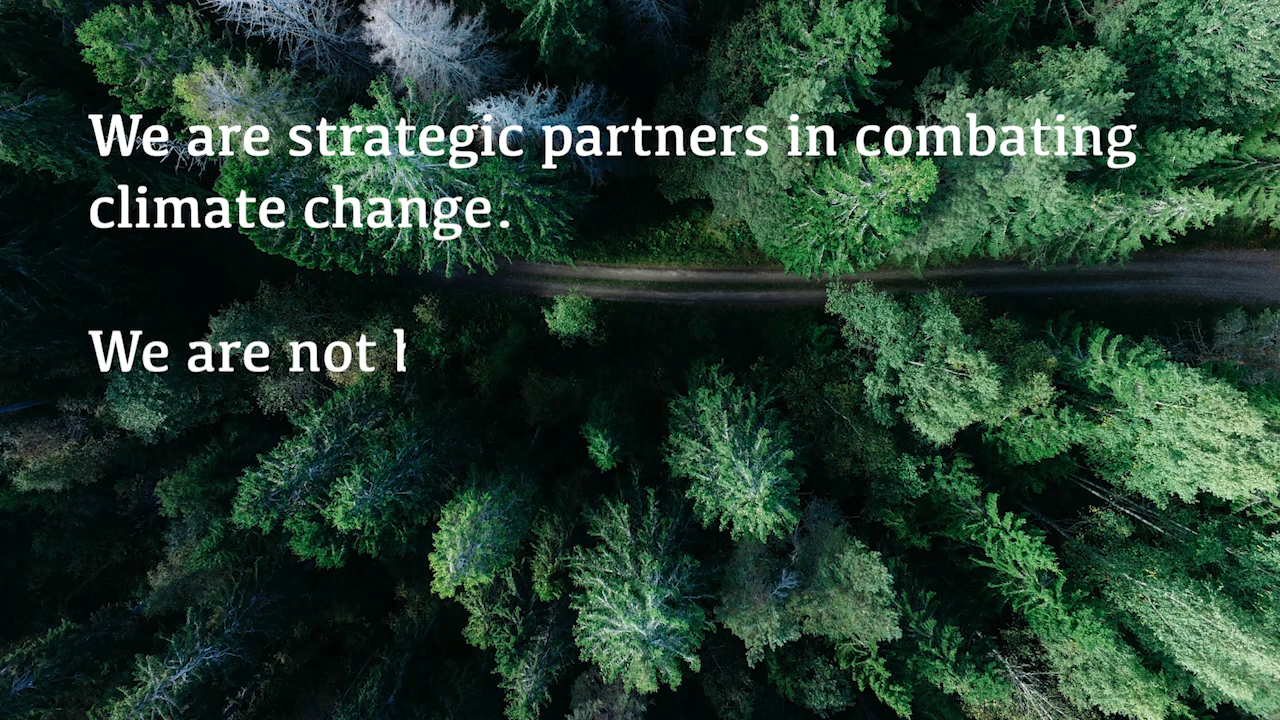 We are strategic partners in combating
climate change.
We are not l